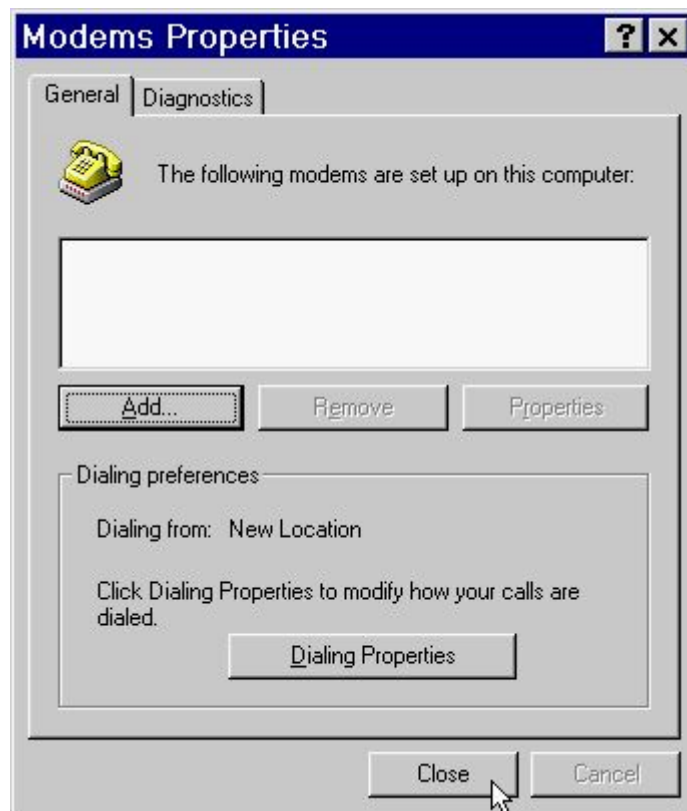 Modems Properties
General
Diagnostics
The following modems are set up on this computer:
Add...
Remove
Properties
Dialing preferences
Dialing from: New Location
Click Dialing Properties to modify how your calls are
dialed.
Dialing Properties
Close
Cancel